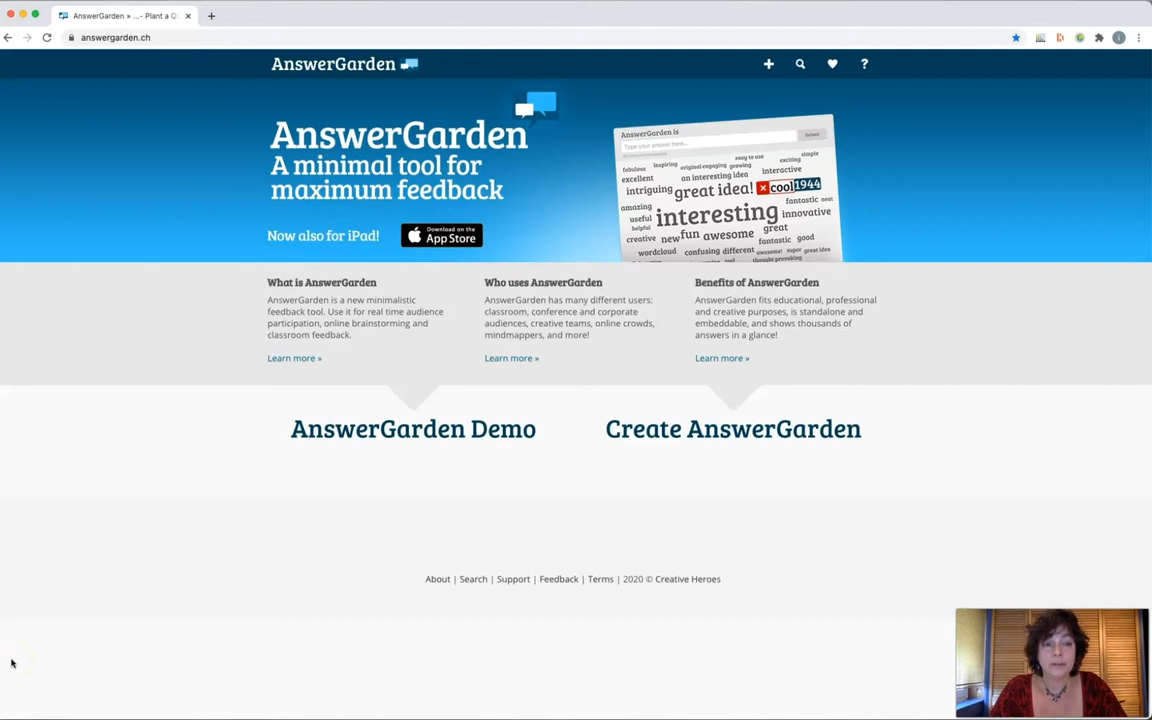 AnswerGarden » ...- Plant a Qu
answergarden.ch
AnswerGarden
AnswerGarden
A minimal tool for
maximum feedback
Now also for iPad!
Download on the
App Store
AnswerGarden is
Type your answer here...
Submit
fabulous inspiring original engaging growing easy to use exciting simple
excellent an interesting idea interactive
intriguing great idea! cool 1944
amazing interesting fantastic neat
useful innovative
helpful great
creative new fun awesome fantastic good
wordcloud confusing different awesome! super great idea
thought provoking
What is AnswerGarden
AnswerGarden is a new minimalistic
feedback tool. Use it for real time audience
participation, online brainstorming and
classroom feedback.
Learn more »
Who uses AnswerGarden
AnswerGarden has many different users:
classroom, conference and corporate
audiences, creative teams, online crowds,
mindmappers, and more!
Learn more »
Benefits of AnswerGarden
AnswerGarden fits educational, professional
and creative purposes, is standalone and
embeddable, and shows thousands of
answers in a glance!
Learn more »
AnswerGarden Demo
Create AnswerGarden
About | Search | Support | Feedback | Terms | 2020 © Creative Heroes